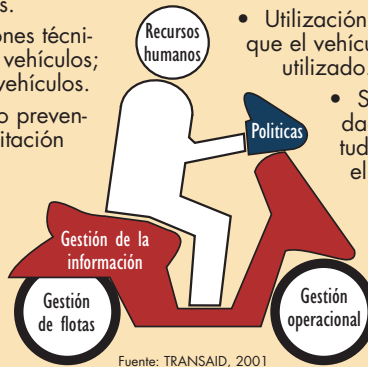 s.
ones técni-
vehículos;
vehículos.
o preven-
itación
Recursos
humanos
• Utilización
que el vehícu
utilizado.
• S
da
tud
el
Políticas
Gestión de la
información
Gestión
de flotas
Gestión
operacional
Fuente: TRANSAID, 2001